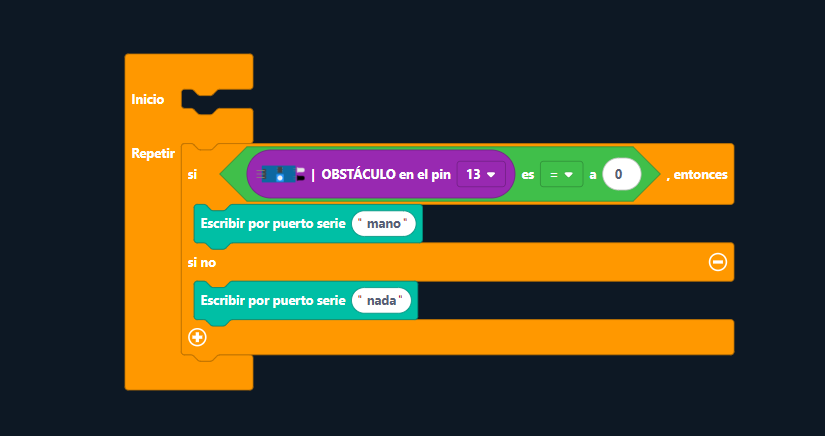 Inicio
Repetir
si | OBSTÁCULO en el pin 13 es = a 0 , entonces
Escribir por puerto serie " mano "
si no
Escribir por puerto serie " nada "